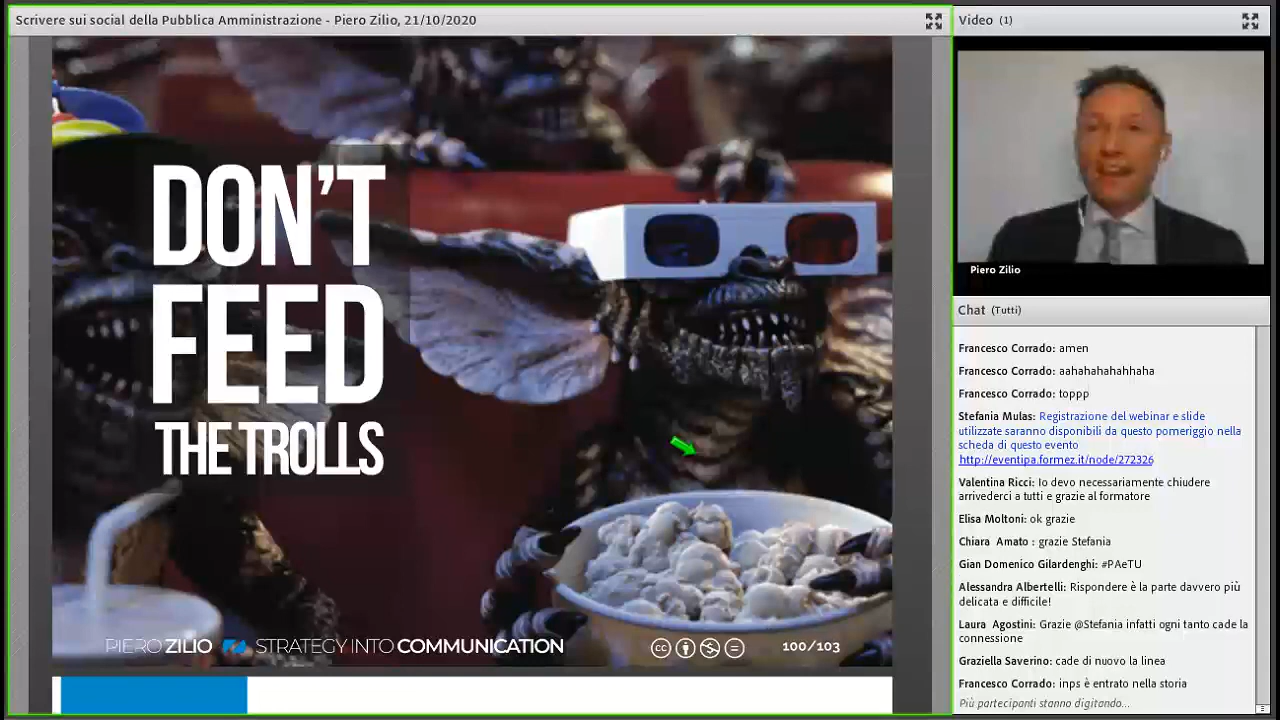 Scrivere sui social della Pubblica Amministrazione - Piero Zilio, 21/10/2020
DON'T
FEED
THE TROLLS
PIERO ZILIO STRATEGY INTO COMMUNICATION
cc
100/103
Video (1)
Piero Zilio
Chat (Tutti)
Francesco Corrado: amen
Francesco Corrado: aahahahahahhaha
Francesco Corrado: toppp
Stefania Mulas: Registrazione del webinar e slide
utilizzate saranno disponibili da questo pomeriggio nella
scheda di questo evento
http://eventipa.formez.it/node/272326
Valentina Ricci: Io devo necessariamente chiudere
arrivederci a tutti e grazie al formatore
Elisa Moltoni: ok grazie
Chiara Amato : grazie Stefania
Gian Domenico Gilardenghi: #PAeTU
Alessandra Albertelli: Rispondere è la parte davvero più
delicata e difficile!
Laura Agostini: Grazie @Stefania infatti ogni tanto cade la
connessione
Graziella Saverino: cade di nuovo la linea
Francesco Corrado: inps è entrato nella storia
Più partecipanti stanno digitando...